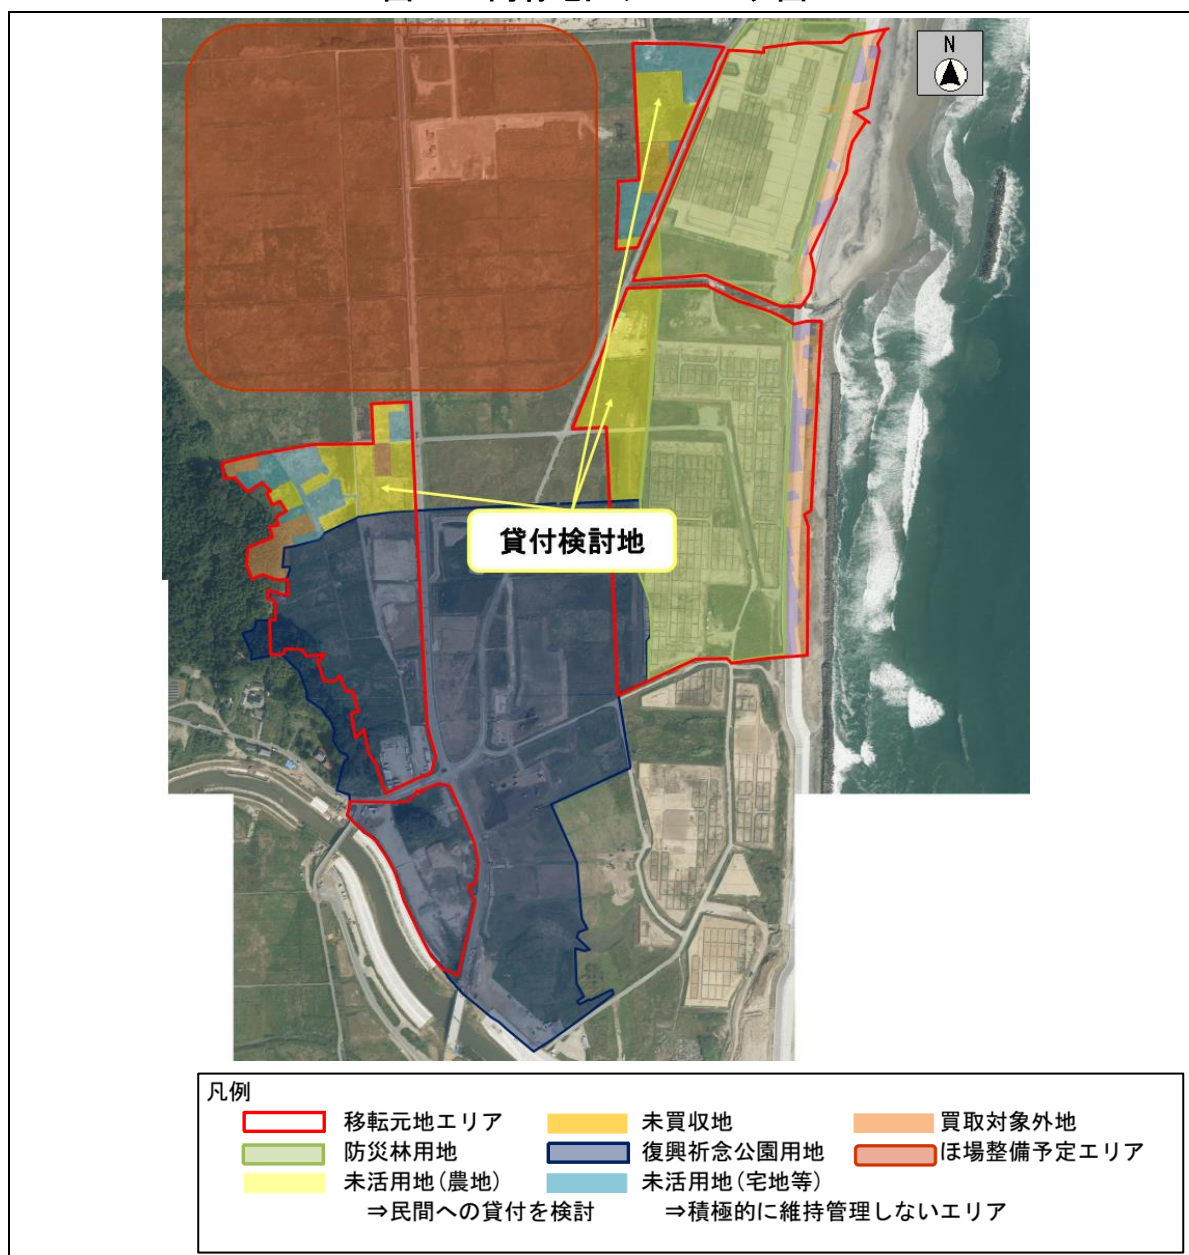 N
貸付検討地
凡例
移転元地エリア 未買収地 買取対象外地
防災林用地 復興祈念公園用地 ほ場整備予定エリア
未活用地(農地) 未活用地(宅地等)
⇒民間への貸付を検討 ⇒積極的に維持管理しないエリア